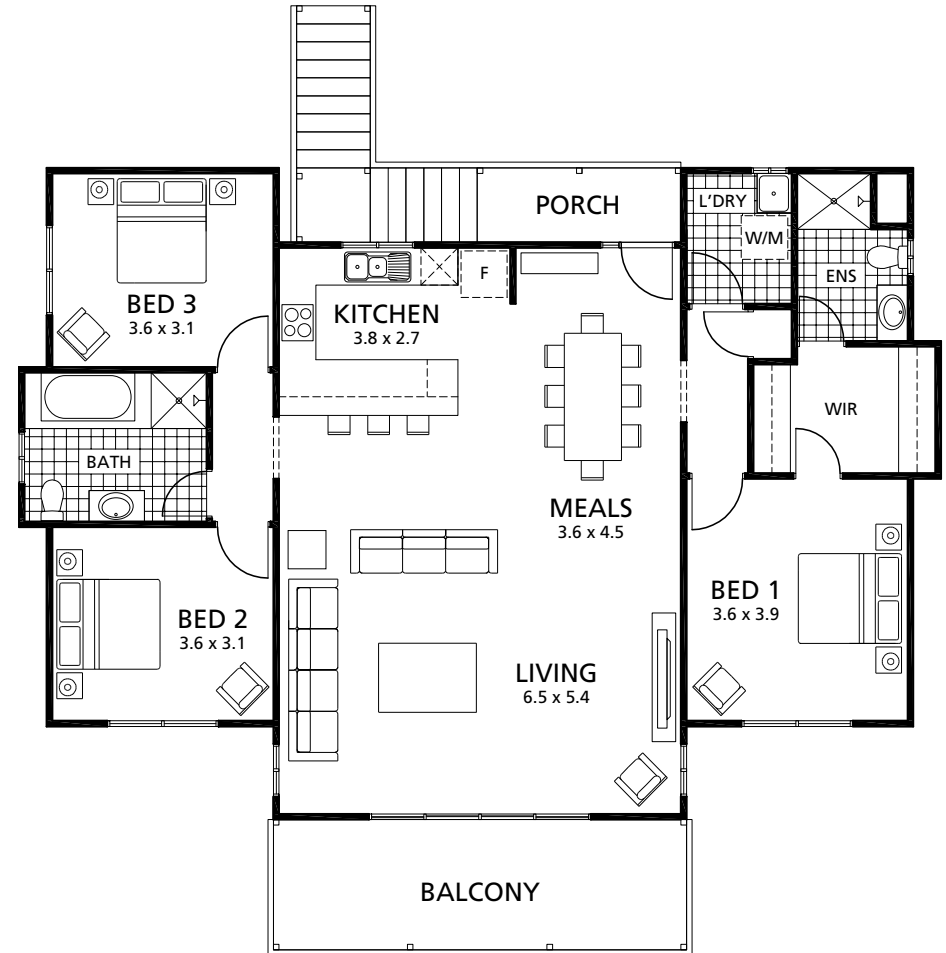 PORCH
L'DRY
W/M
ENS
F
KITCHEN
3.8 x 2.7
BED 3
3.6 x 3.1
WIR
BATH
MEALS
3.6 x 4.5
BED 2
3.6 x 3.1
BED 1
3.6 x 3.9
LIVING
6.5 x 5.4
BALCONY